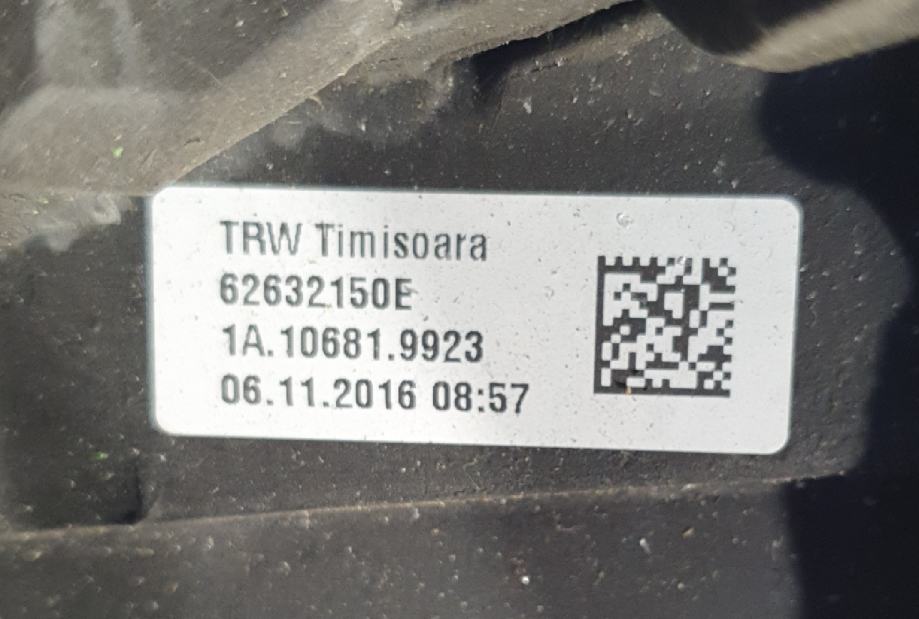 TRW Timisoara
62632150E
1A.10681.9923
06.11.2016 08:57